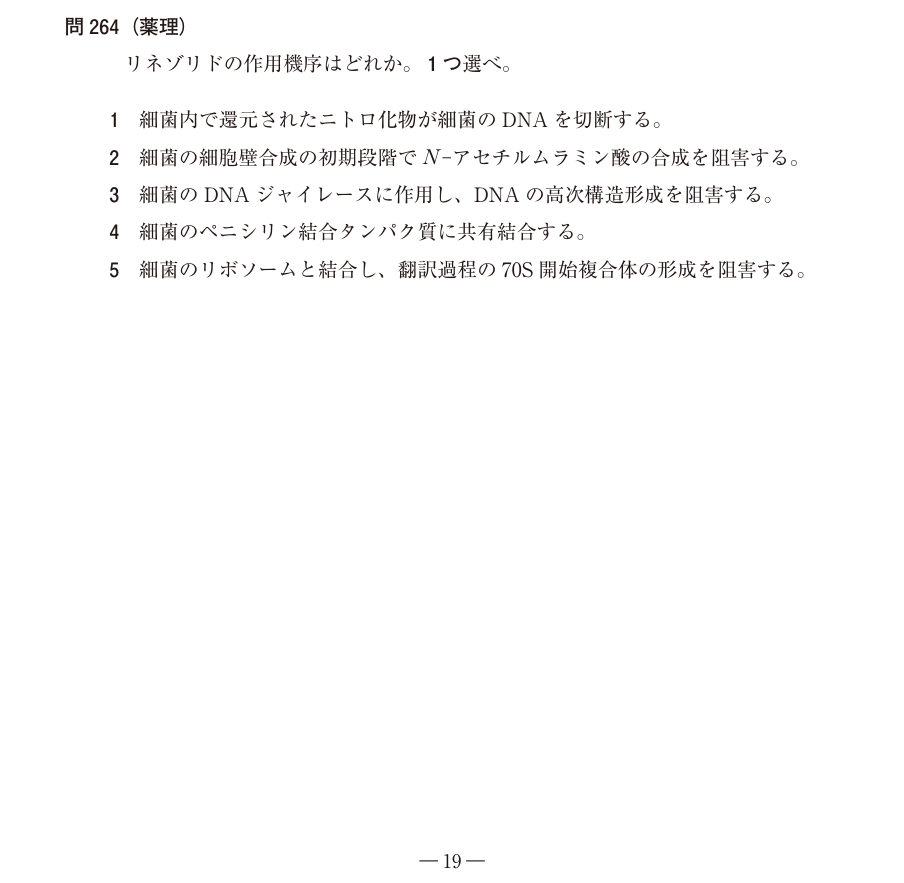 問 264（薬理）
リネゾリドの作用機序はどれか。1つ選べ。
1 細菌内で還元されたニトロ化物が細菌の DNA を切断する。
2 細菌の細胞壁合成の初期段階で N-アセチルムラミン酸の合成を阻害する。
3 細菌の DNA ジャイレースに作用し、DNA の高次構造形成を阻害する。
4 細菌のペニシリン結合タンパク質に共有結合する。
5 細菌のリボソームと結合し、翻訳過程の 70S 開始複合体の形成を阻害する。
― 19 ―